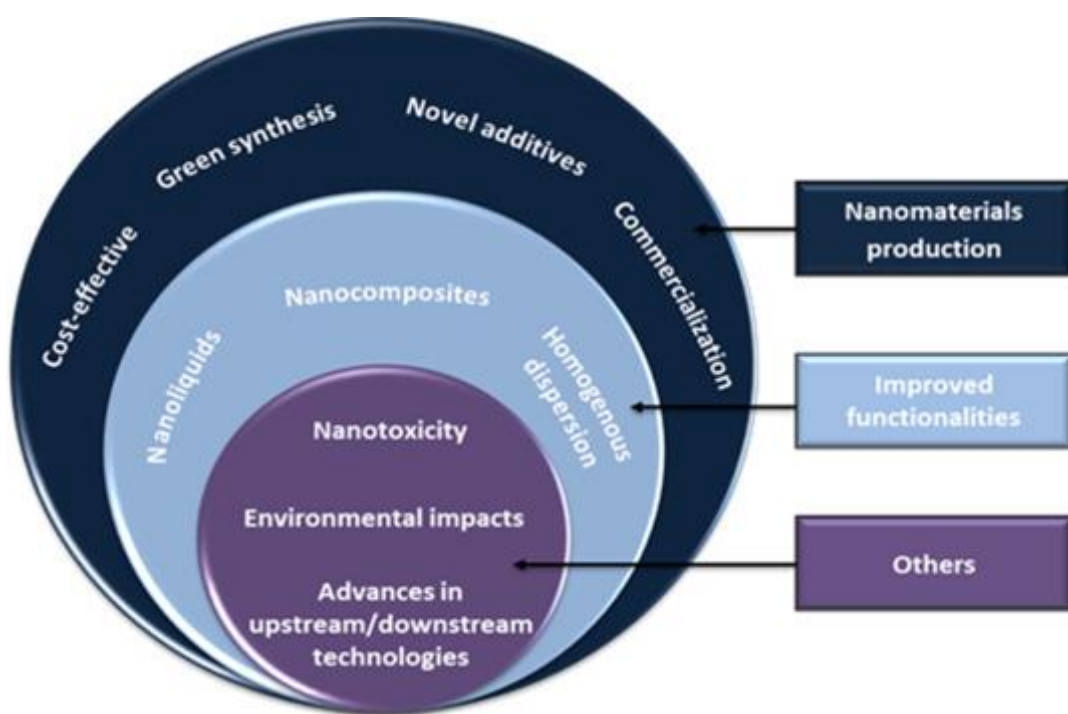 Cost-effective
Green synthesis
Novel additives
Commercialization
Nanoliquids
Nanocomposites
Homogenous
dispersion
Nanotoxicity
Environmental impacts
Advances in
upstream/downstream
technologies
Nanomaterials
production
Improved
functionalities
Others